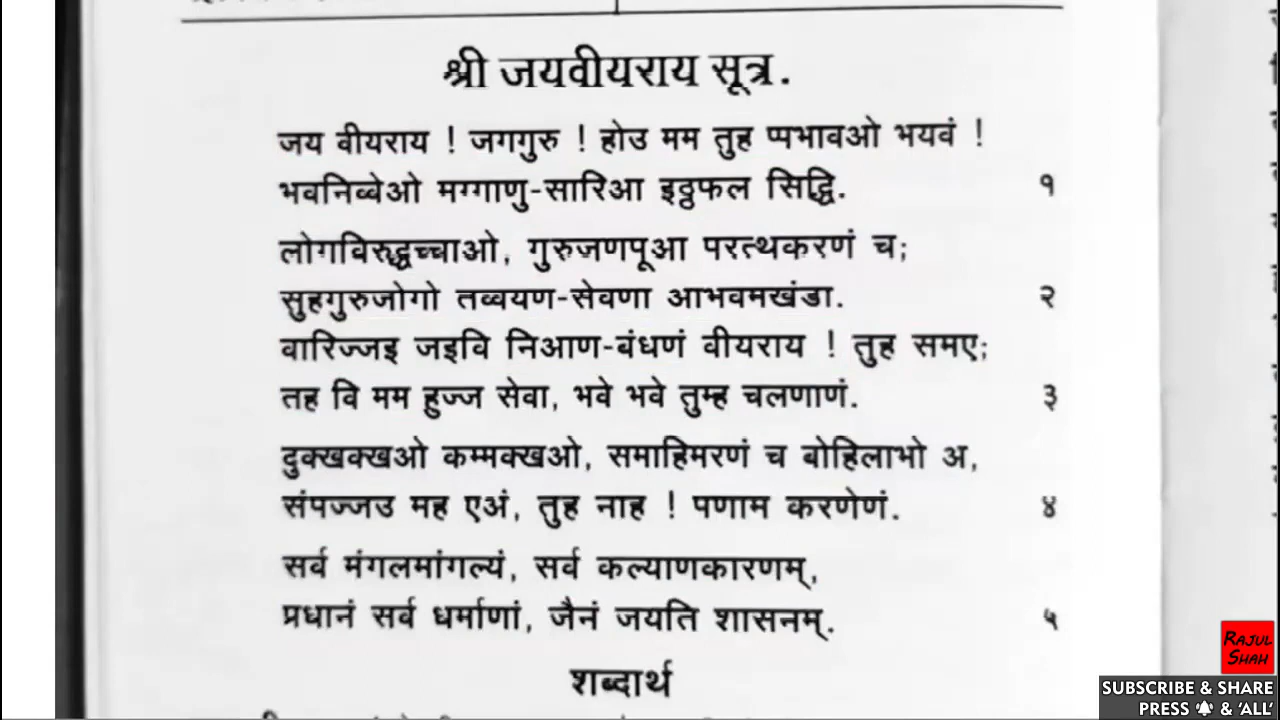 श्री जयवीयराय सूत्र.
जय वीयराय ! जगगुरु ! होउ मम तुह प्पभावओ भयवं !
भवनिव्वेओ मग्गाणु-सारिआ इठ्ठफल सिद्धि. १
लोगविरुद्धच्चाओ, गुरुजणपूआ परत्थकरणं च;
सुहगुरुजोगो तव्वयण-सेवणा आभवमखंडा. २
वारिज्जइ जइवि निआण-बंधणं वीयराय ! तुह समए;
तह वि मम हुज्ज सेवा, भवे भवे तुम्ह चलणाणं. ३
दुक्खक्खओ कम्मक्खओ, समाहिमरणं च बोहिलाभो अ,
संपज्जउ मह एअं, तुह नाह ! पणाम करणेणं. ४
सर्व मंगलमांगल्यं, सर्व कल्याणकारणम्,
प्रधानं सर्व धर्माणां, जैनं जयति शासनम्. ५
शब्दार्थ
RAJUL
SHAH
SUBSCRIBE & SHARE
PRESS & 'ALL'